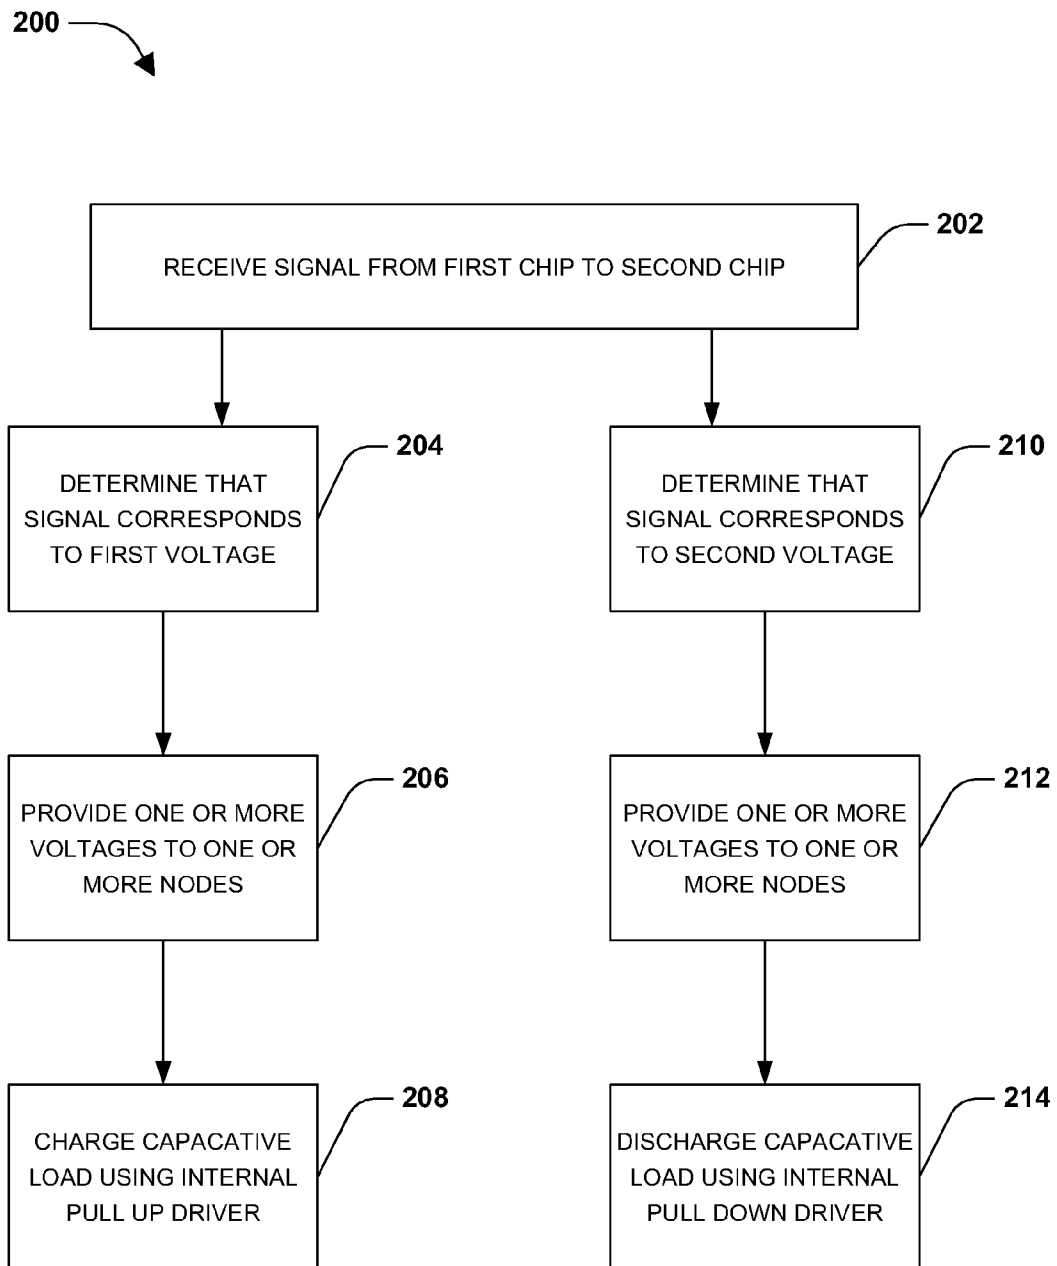 200
202
RECEIVE SIGNAL FROM FIRST CHIP TO SECOND CHIP
204
DETERMINE THAT
SIGNAL CORRESPONDS
TO FIRST VOLTAGE
210
DETERMINE THAT
SIGNAL CORRESPONDS
TO SECOND VOLTAGE
206
PROVIDE ONE OR MORE
VOLTAGES TO ONE OR
MORE NODES
212
PROVIDE ONE OR MORE
VOLTAGES TO ONE OR
MORE NODES
208
CHARGE CAPACATIVE
LOAD USING INTERNAL
PULL UP DRIVER
214
DISCHARGE CAPACATIVE
LOAD USING INTERNAL
PULL DOWN DRIVER